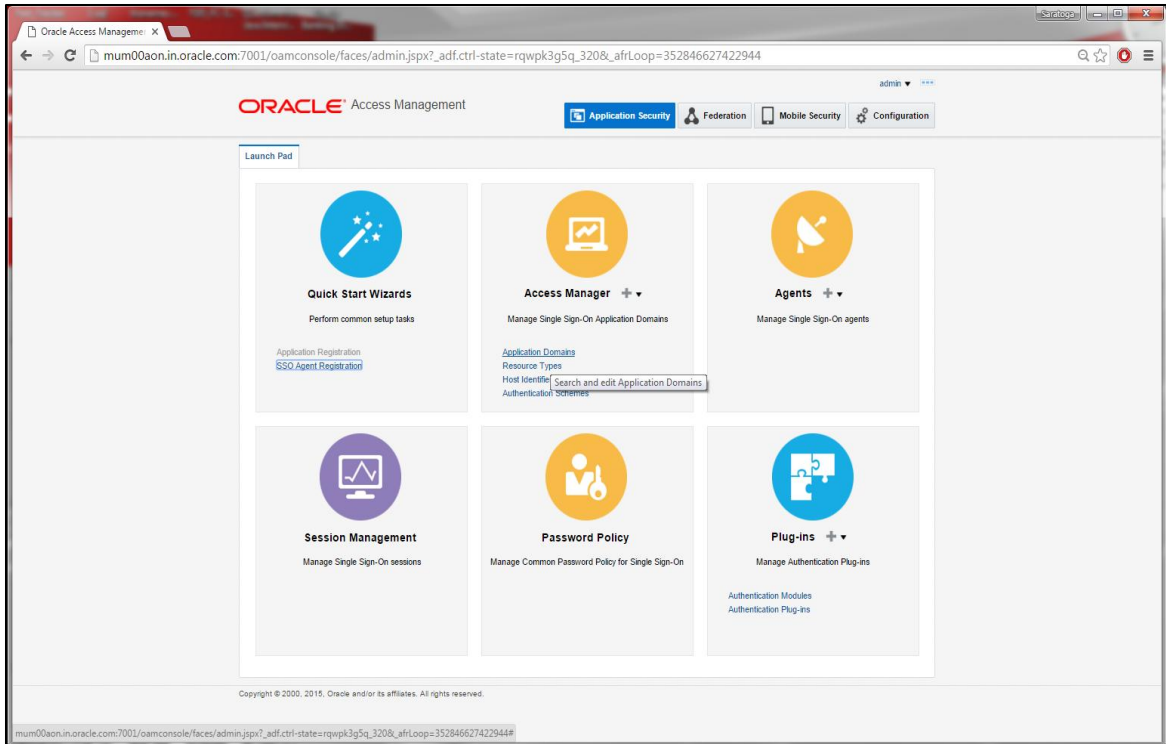 Saratoga
Oracle Access Manageme
mum00aon.in.oracle.com:7001/oamconsole/faces/admin.jspx?_adf.ctrl-state=rqwpk3g5q_320&_afrLoop=352846627422944
admin
ORACLE® Access Management
Application Security
Federation
Mobile Security
Configuration
Launch Pad
Quick Start Wizards
Perform common setup tasks
Application Registration
SSO Agent Registration
Access Manager
Manage Single Sign-On Application Domains
Application Domains
Resource Types
Host Identifie
Search and edit Application Domains
Authentication Schemes
Agents
Manage Single Sign-On agents
Session Management
Manage Single Sign-On sessions
Password Policy
Manage Common Password Policy for Single Sign-On
Plug-ins
Manage Authentication Plug-ins
Authentication Modules
Authentication Plug-ins
Copyright © 2000, 2015, Oracle and/or its affiliates. All rights reserved.
mum00aon.in.oracle.com:7001/oamconsole/faces/admin.jspx?_adf.ctrl-state=rqwpk3g5q_320&_afrLoop=352846627422944#